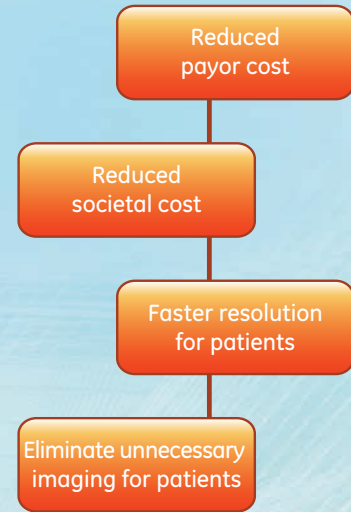 Reduced
payor cost
Reduced
societal cost
Faster resolution
for patients
Eliminate unnecessary
imaging for patients